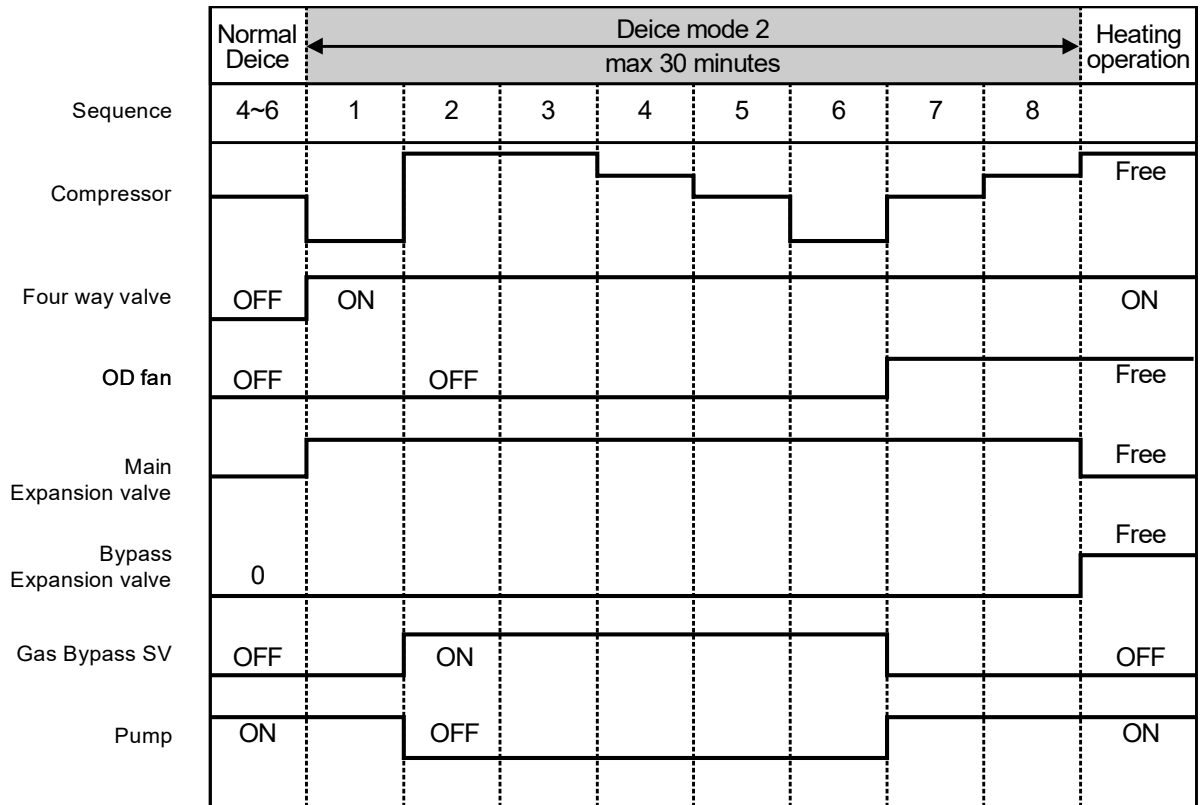 Normal Deice
Deice mode 2
max 30 minutes
Heating operation
Sequence 4~6 1 2 3 4 5 6 7 8
Compressor Free
Four way valve OFF ON ON
OD fan OFF OFF Free
Main Expansion valve Free
Bypass Expansion valve 0 Free
Gas Bypass SV OFF ON OFF
Pump ON OFF ON